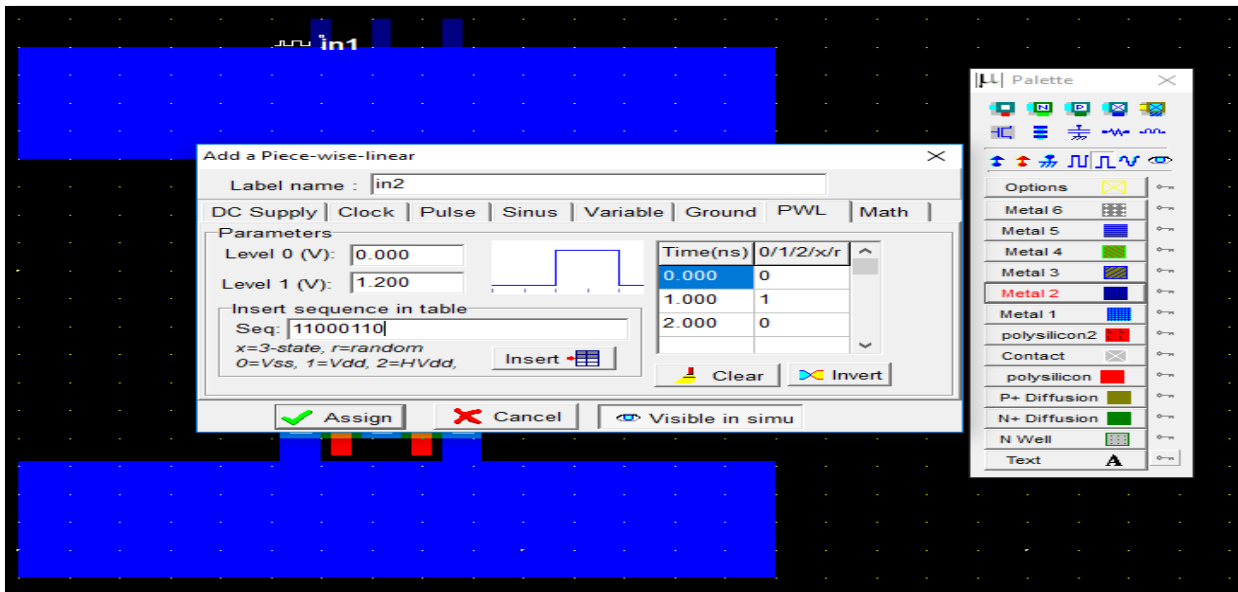 in1
Add a Piece-wise-linear
Label name : in2
DC Supply Clock Pulse Sinus Variable Ground PWL Math
Parameters
Level 0 (V): 0.000
Level 1 (V): 1.200
Insert sequence in table
Seq: 11000110
x=3-state, r=random
0=Vss, 1=Vdd, 2=HVdd,
Insert
Time(ns) 0/1/2/x/r
0.000 0
1.000 1
2.000 0
Clear Invert
Assign Cancel Visible in simu
Palette
Options
Metal 6
Metal 5
Metal 4
Metal 3
Metal 2
Metal 1
polysilicon2
Contact
polysilicon
P+ Diffusion
N+ Diffusion
N Well
Text A